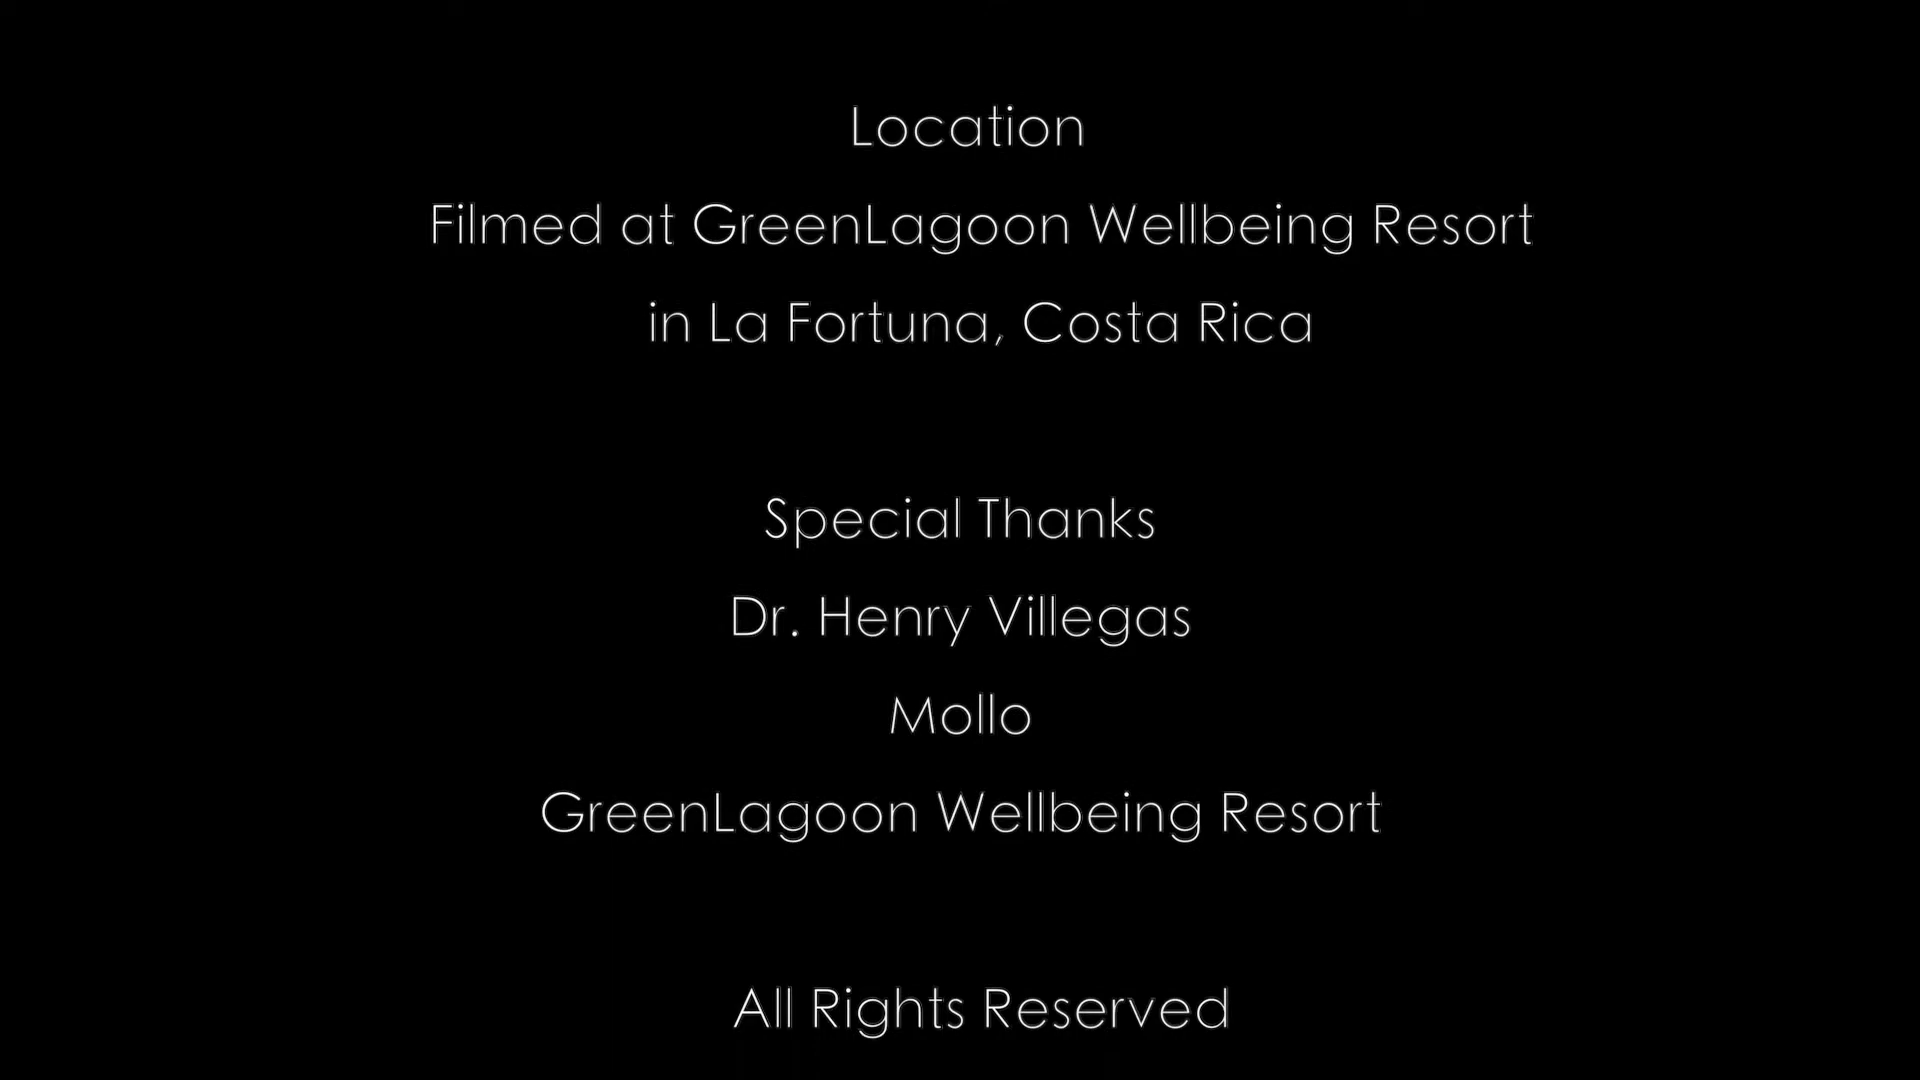 Location
Filmed at GreenLagoon Wellbeing Resort
in La Fortuna, Costa Rica
Special Thanks
Dr. Henry Villegas
Mollo
GreenLagoon Wellbeing Resort
All Rights Reserved